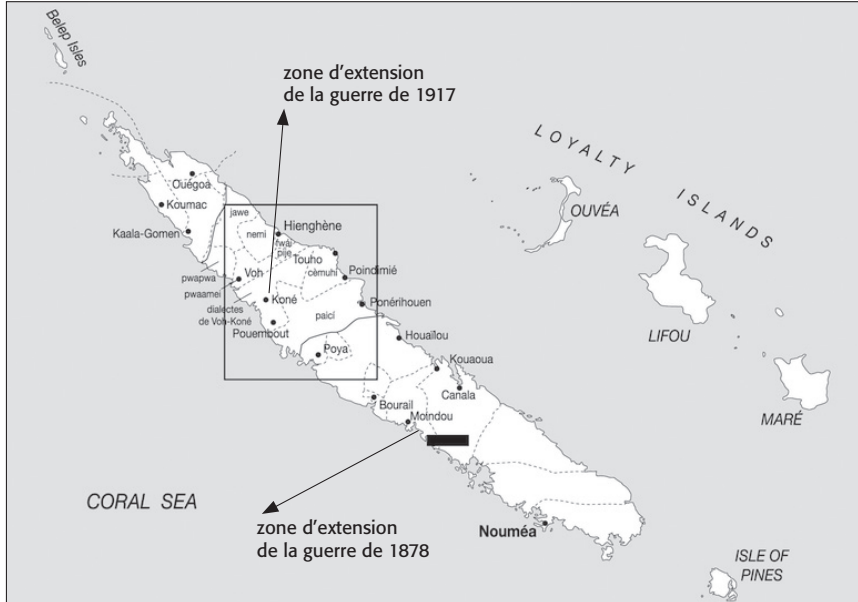 Belep Isles
zone d'extension
de la guerre de 1917
LOYALTY ISLANDS
Ouégoa
Koumac
jawe
OUVÉA
Hienghène
Kaala-Gomen
nemi
fwâi
pije
Touho
pwapwa
Voh
cèmuhî
Poindimié
pwaamei
Koné
Ponérihouen
dialectes
de Voh-Koné
paicî
LIFOU
Pouembout
Houaïlou
Poya
Kouaoua
Canala
Bourail
MARÉ
Moindou
CORAL SEA
zone d'extension
de la guerre de 1878
Nouméa
ISLE OF
PINES